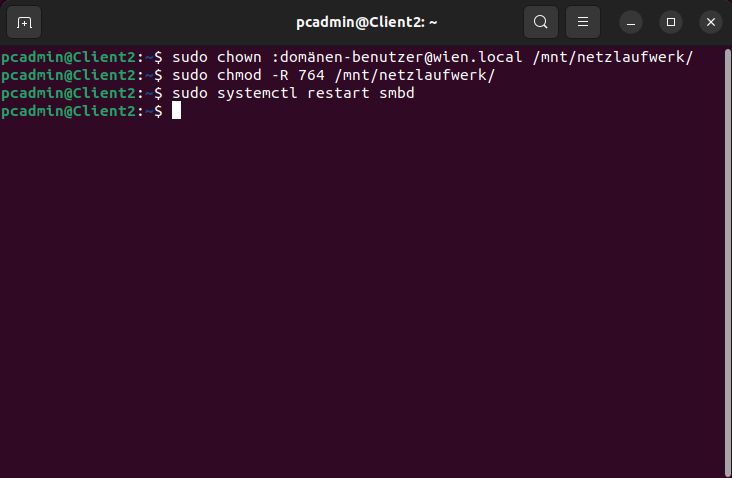 pcadmin@Client2: ~
pcadmin@Client2:~$ sudo chown :domänen-benutzer@wien.local /mnt/netzlaufwerk/
pcadmin@Client2:~$ sudo chmod -R 764 /mnt/netzlaufwerk/
pcadmin@Client2:~$ sudo systemctl restart smbd
pcadmin@Client2:~$